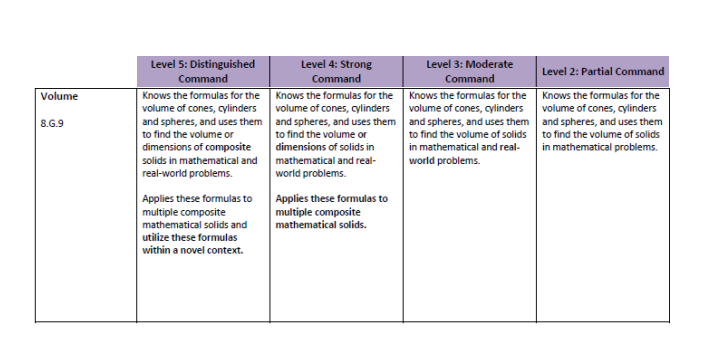 Level 5: Distinguished
Command
Level 4: Strong
Command
Level 3: Moderate
Command
Level 2: Partial Command
Volume
8.G.9
Knows the formulas for the
volume of cones, cylinders
and spheres, and uses them
to find the volume or
dimensions of composite
solids in mathematical and
real-world problems.
Applies these formulas to
multiple composite
mathematical solids and
utilize these formulas
within a novel context.
Knows the formulas for the
volume of cones, cylinders
and spheres, and uses them
to find the volume or
dimensions of solids in
mathematical and real-
world problems.
Applies these formulas to
multiple composite
mathematical solids.
Knows the formulas for the
volume of cones, cylinders
and spheres, and uses them
to find the volume of solids
in mathematical and real-
world problems.
Knows the formulas for the
volume of cones, cylinders
and spheres, and uses them
to find the volume of solids
in mathematical problems.